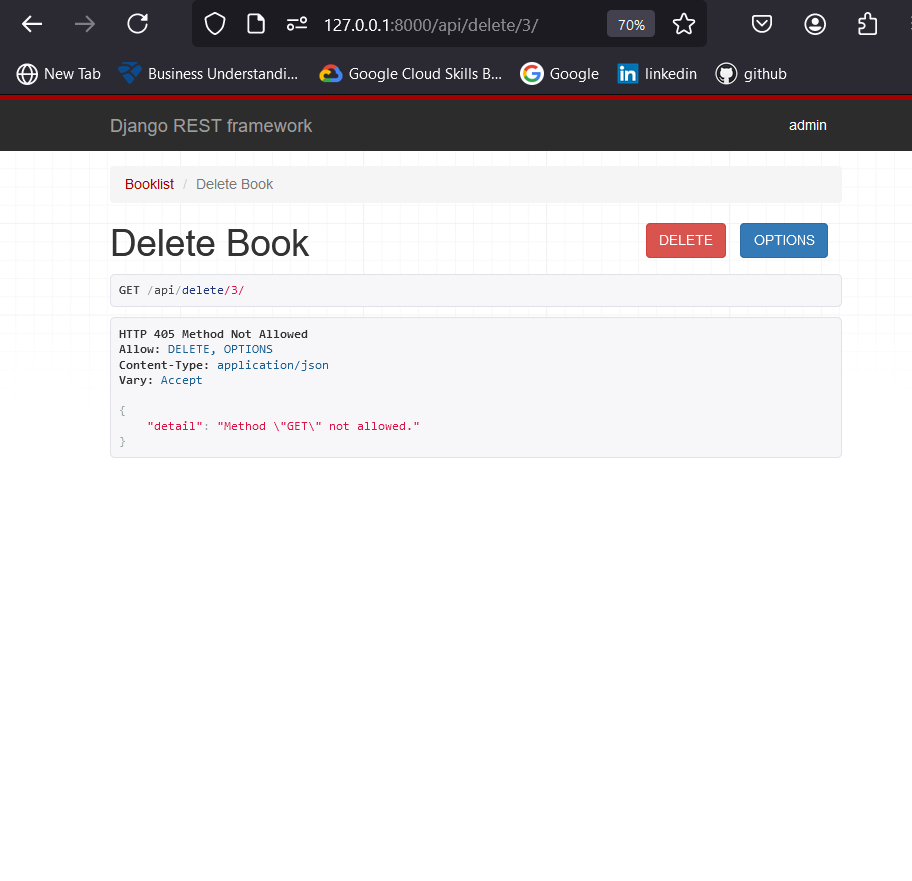 127.0.0.1:8000/api/delete/3/ 70%
New Tab Business Understandi... Google Cloud Skills B... Google linkedin github
Django REST framework admin
Booklist / Delete Book
Delete Book DELETE OPTIONS
GET /api/delete/3/
HTTP 405 Method Not Allowed
Allow: DELETE, OPTIONS
Content-Type: application/json
Vary: Accept
{
"detail": "Method \"GET\" not allowed."
}